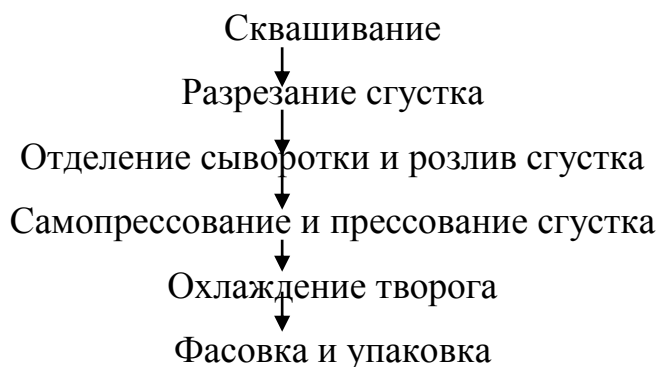 Сквашивание
Разрезание сгустка
Отделение сыворотки и розлив сгустка
Самопрессование и прессование сгустка
Охлаждение творога
Фасовка и упаковка